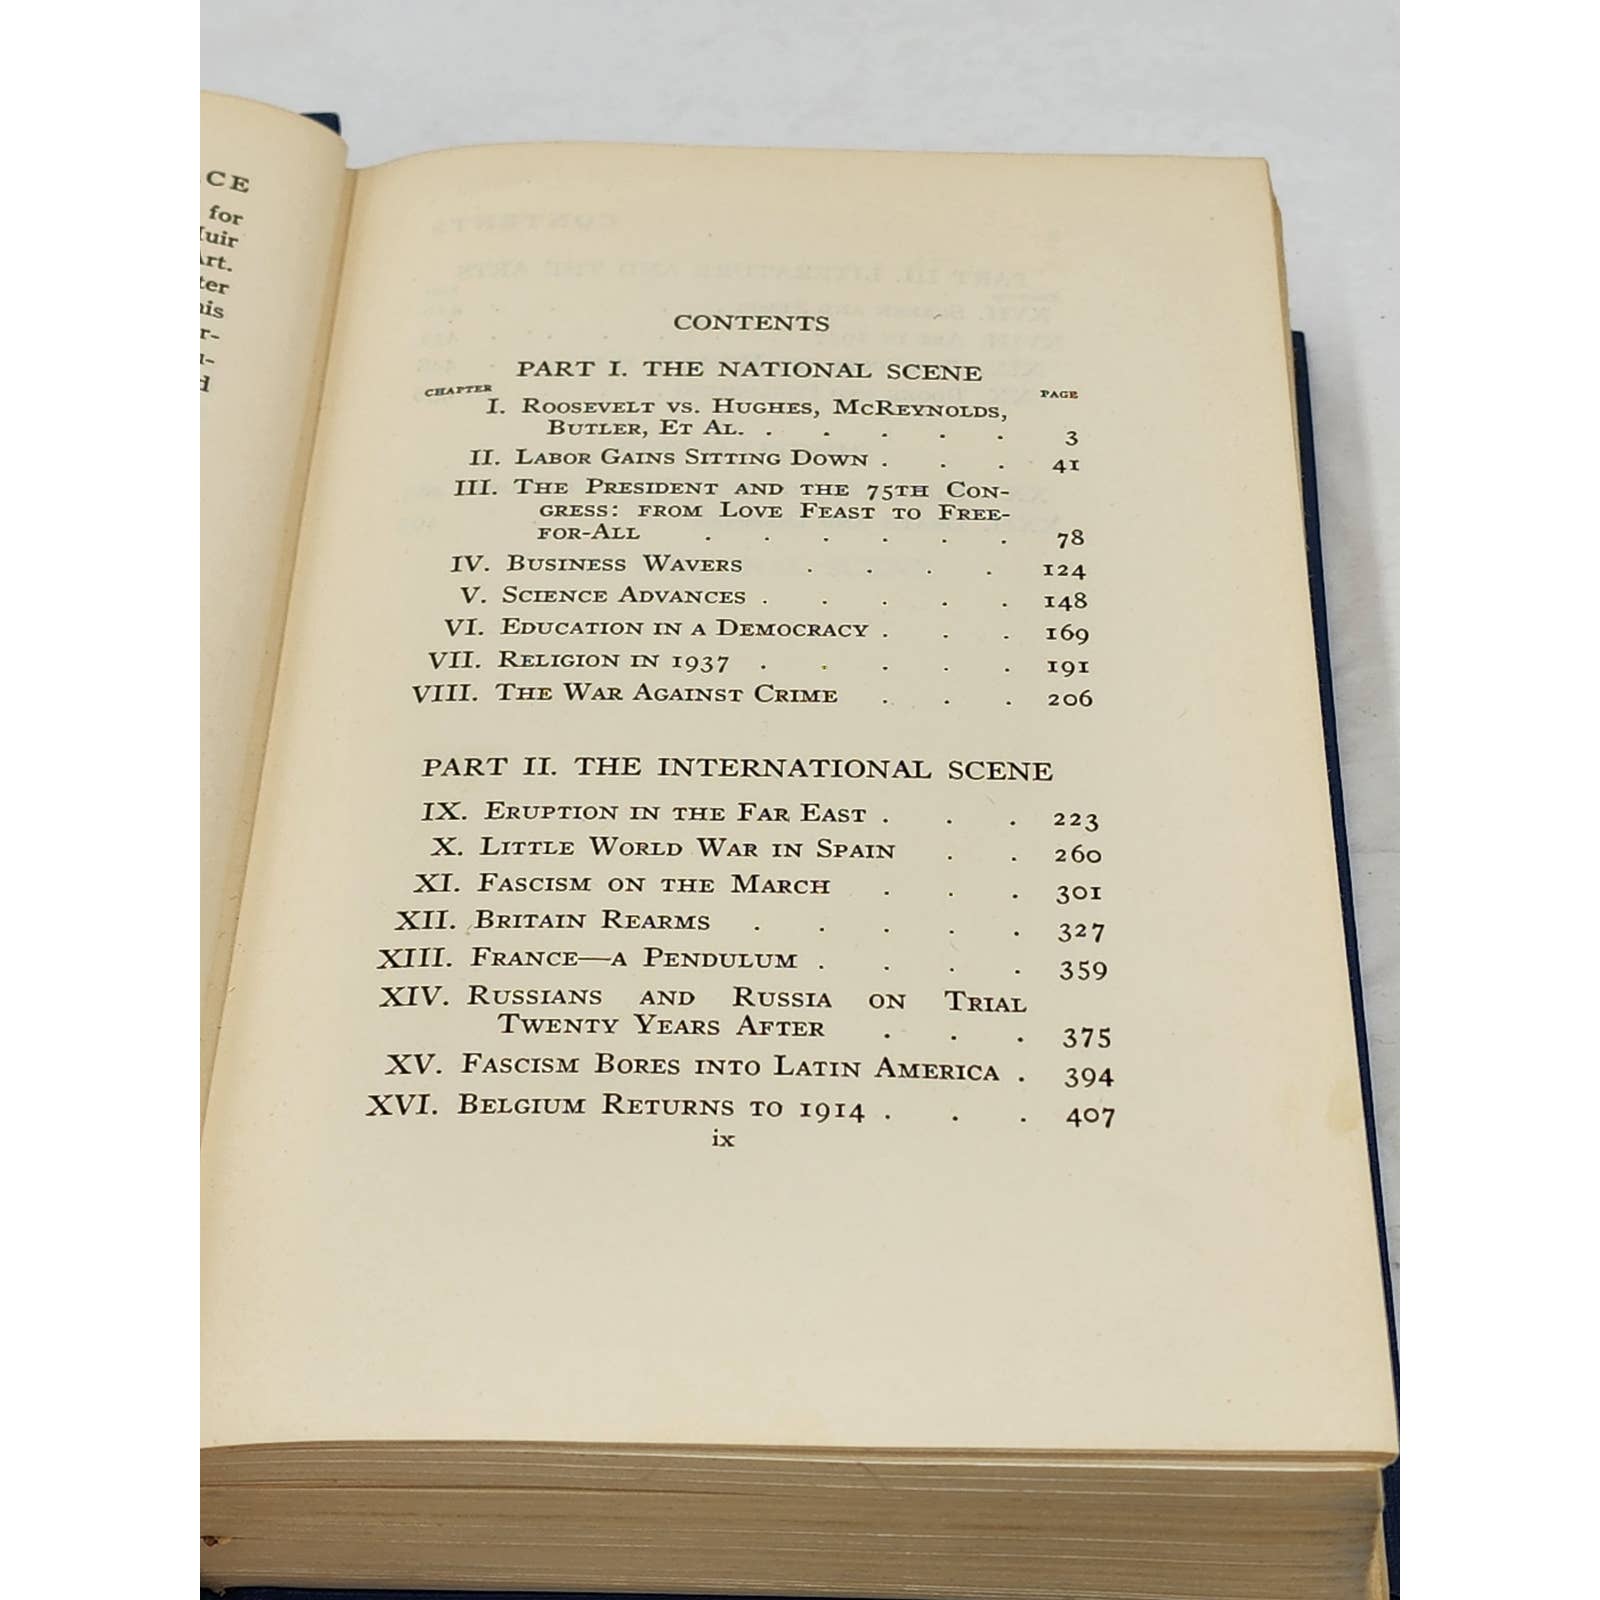 CE
for
uir
Art.
ter
his
r-
u-
d
CONTENTS
PART I. THE NATIONAL SCENE
CHAPTER PAGE
I. ROOSEVELT VS. HUGHES, MCREYNOLDS,
BUTLER, ET AL. . . . . . 3
II. LABOR GAINS SITTING DOWN . . . 41
III. THE PRESIDENT AND THE 75TH CON-
GRESS: FROM LOVE FEAST TO FREE-
FOR-ALL . . . . . . 78
IV. BUSINESS WAVERS . . . . 124
V. SCIENCE ADVANCES . . . . . 148
VI. EDUCATION IN A DEMOCRACY . . . 169
VII. RELIGION IN 1937 . . . . . 191
VIII. THE WAR AGAINST CRIME . . . 206
PART II. THE INTERNATIONAL SCENE
IX. ERUPTION IN THE FAR EAST . . . 223
X. LITTLE WORLD WAR IN SPAIN . . 260
XI. FASCISM ON THE MARCH . . . 301
XII. BRITAIN REARMS . . . . . 327
XIII. FRANCE—A PENDULUM . . . . 359
XIV. RUSSIANS AND RUSSIA ON TRIAL
TWENTY YEARS AFTER . . . 375
XV. FASCISM BORES INTO LATIN AMERICA . 394
XVI. BELGIUM RETURNS TO 1914 . . . 407
ix